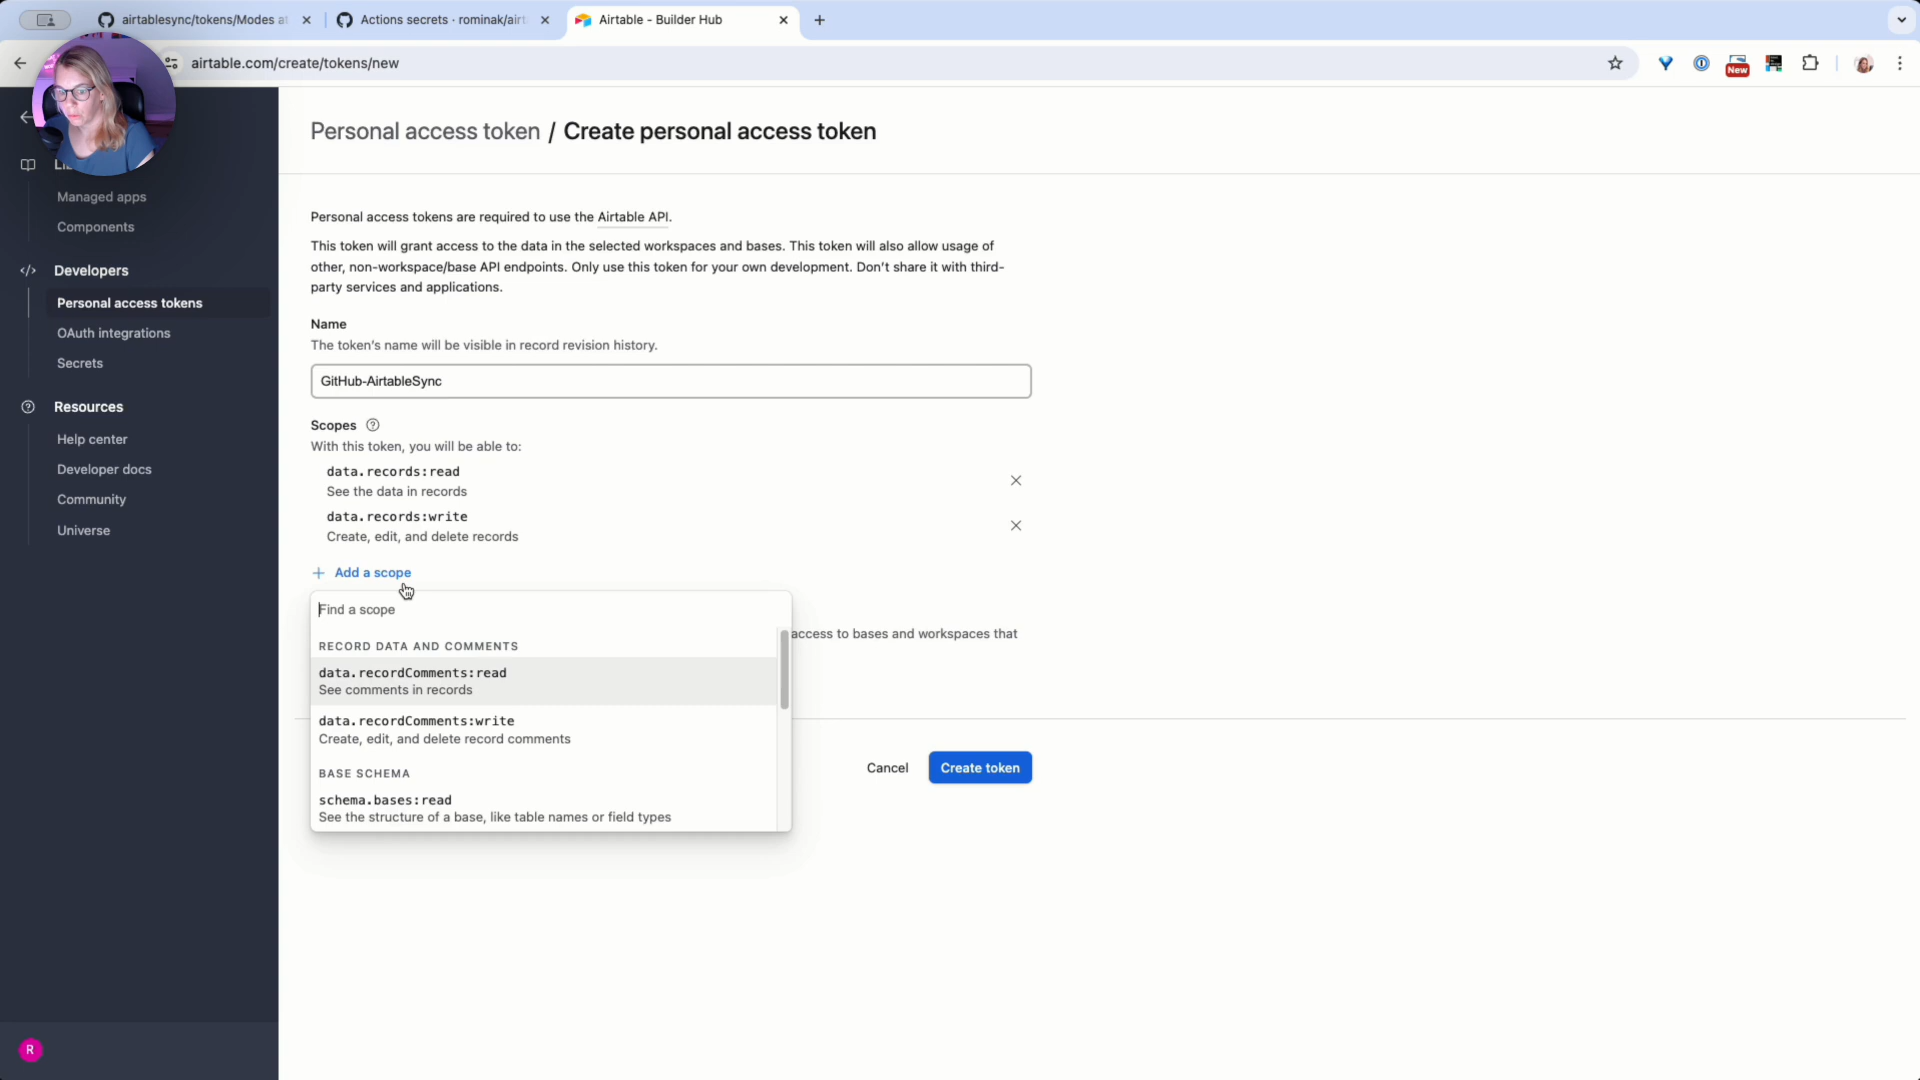 airtablesync/tokens/Modes at
Actions secrets · rominak/airt
Airtable - Builder Hub
airtable.com/create/tokens/new
New
Personal access token / Create personal access token
Managed apps
Components
Developers
Personal access tokens
OAuth integrations
Secrets
Resources
Help center
Developer docs
Community
Universe
R
Personal access tokens are required to use the Airtable API.
This token will grant access to the data in the selected workspaces and bases. This token will also allow usage of
other, non-workspace/base API endpoints. Only use this token for your own development. Don't share it with third-
party services and applications.
Name
The token's name will be visible in record revision history.
GitHub-AirtableSync
Scopes
With this token, you will be able to:
data.records:read
See the data in records
data.records:write
Create, edit, and delete records
+ Add a scope
Find a scope
access to bases and workspaces that
RECORD DATA AND COMMENTS
data.recordComments:read
See comments in records
data.recordComments:write
Create, edit, and delete record comments
BASE SCHEMA
schema.bases:read
See the structure of a base, like table names or field types
Cancel
Create token